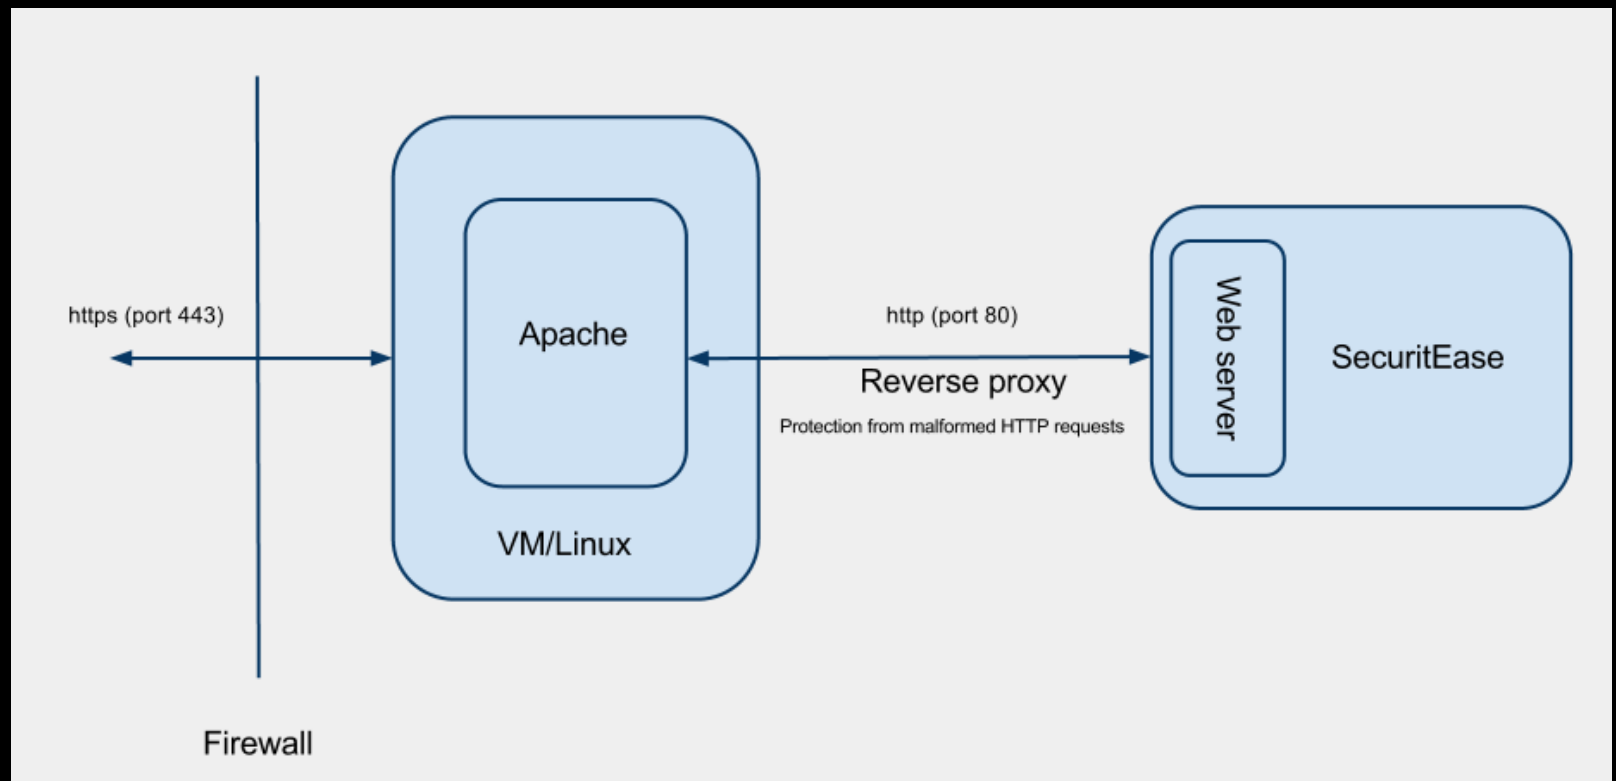 https (port 443)
Firewall
Apache
VM/Linux
http (port 80)
Reverse proxy
Protection from malformed HTTP requests
Web server
SecuritEase